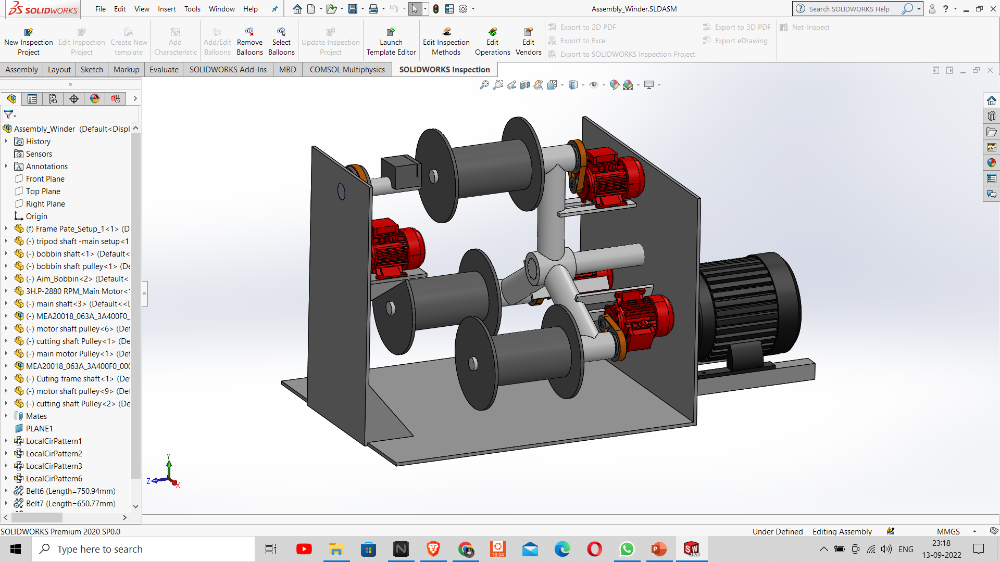 SOLIDWORKS
File Edit View Insert Tools Window Help
Assembly_Winder.SLDASM
Search SOLIDWORKS Help
New Inspection Project
Edit Inspection Project
Create New template
Add Characteristic
Add/Edit Balloons
Remove Balloons
Select Balloons
Update Inspection Project
Launch Template Editor
Edit Inspection Methods
Edit Operations
Edit Vendors
Export to 2D PDF
Export to Excel
Export to SOLIDWORKS Inspection Project
Export to 3D PDF
Export eDrawing
Net-Inspect
Assembly Layout Sketch Markup Evaluate SOLIDWORKS Add-Ins MBD COMSOL Multiphysics SOLIDWORKS Inspection
Assembly_Winder (Default<Displ
History
Sensors
Annotations
Front Plane
Top Plane
Right Plane
Origin
(f) Frame Pate_Setup_1<1> (D
(-) tripod shaft -main setup<1
(-) bobbin shaft<1> (Default<
(-) bobbin shaft pulley<1> (De
(-) Aim_Bobbin<2> (Default<
3H.P-2880 RPM_Main Motor<
(-) main shaft<3> (Default<<D
(-) MEA20018_063A_3A400F0_
(-) motor shaft pulley<6> (Def
(-) cutting shaft Pulley<1> (De
(-) main motor Pulley<1> (Def
MEA20018_063A_3A400F0_000
(-) Cuting frame shaft<1> (De
(-) motor shaft pulley<9> (Def
(-) cutting shaft Pulley<2> (De
Mates
PLANE1
LocalCirPattern1
LocalCirPattern2
LocalCirPattern3
LocalCirPattern6
Belt6 (Length=750.94mm)
Belt7 (Length=650.77mm)
Y
Z
X
SOLIDWORKS Premium 2020 SP0.0
Under Defined Editing Assembly MMGS
Type here to search
18.04
SW
2020
ENG
23:18
13-09-2022